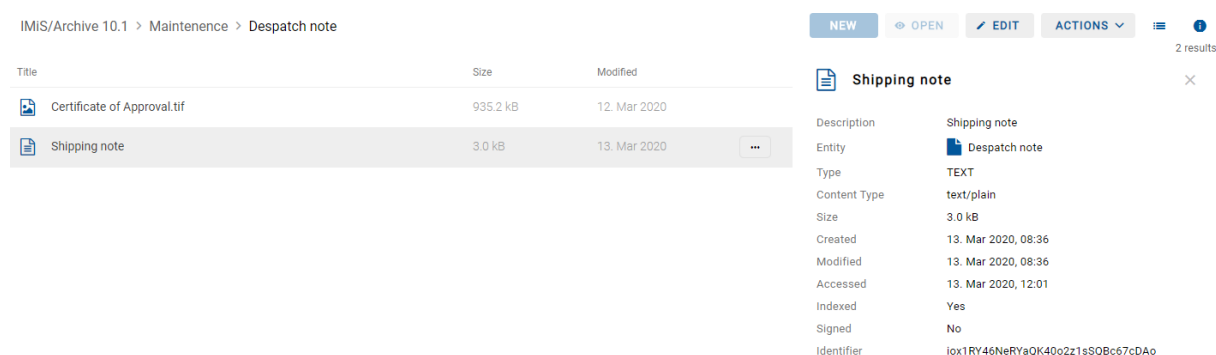 IMiS/Archive 10.1 > Maintenence > Despatch note
NEW OPEN EDIT ACTIONS
2 results
Title Size Modified
Certificate of Approval.tif 935.2 kB 12. Mar 2020
Shipping note 3.0 kB 13. Mar 2020 ...
Shipping note
Description Shipping note
Entity Despatch note
Type TEXT
Content Type text/plain
Size 3.0 kB
Created 13. Mar 2020, 08:36
Modified 13. Mar 2020, 08:36
Accessed 13. Mar 2020, 12:01
Indexed Yes
Signed No
Identifier iox1RY46NeRYaQK40o2z1sSQBc67cDAo